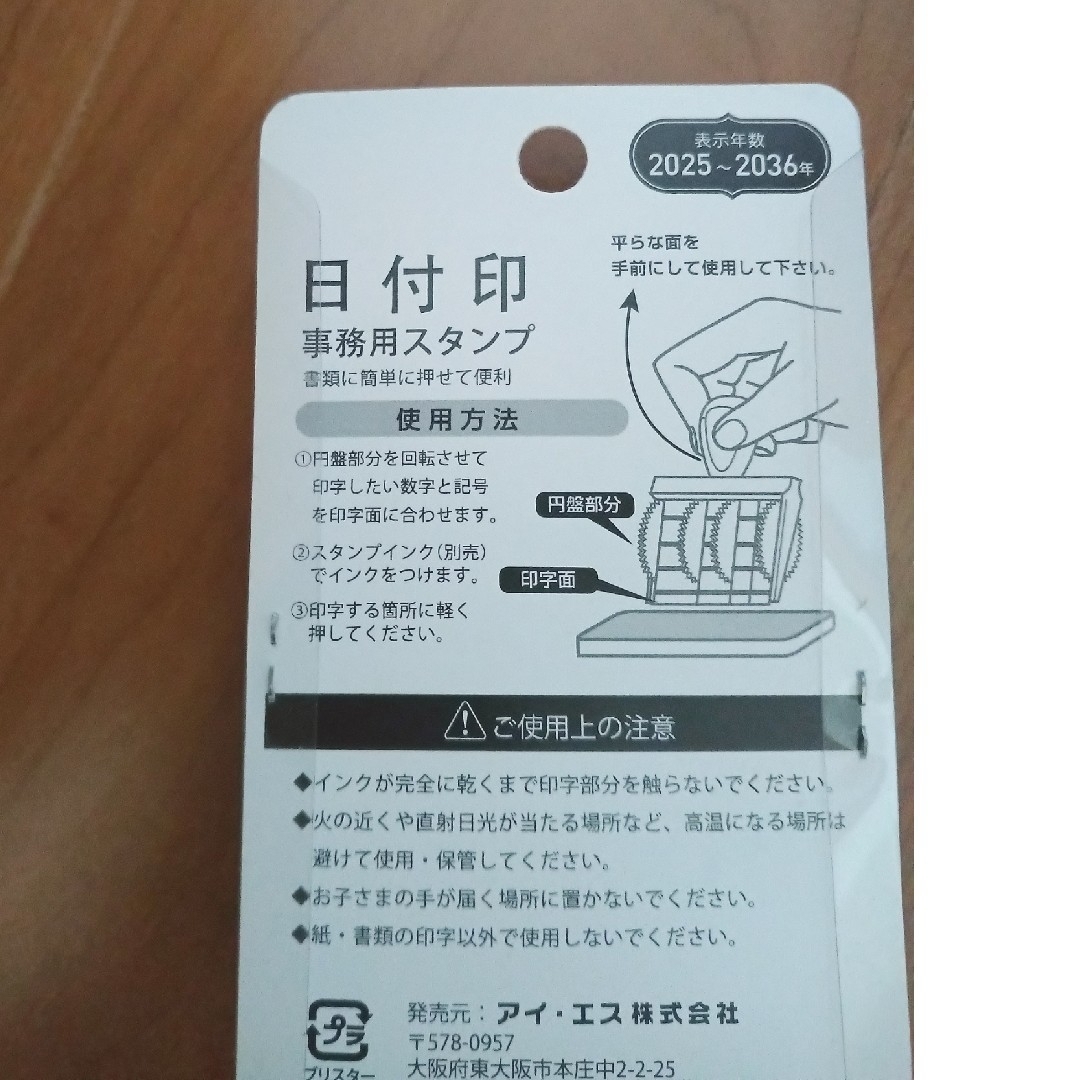 表示年数
2025～2036年
平らな面を
手前にして使用して下さい。
日付印
事務用スタンプ
書類に簡単に押せて便利
使用方法
①円盤部分を回転させて
印字したい数字と記号
を印字面に合わせます。
②スタンプインク(別売)
でインクをつけます。
③印字する箇所に軽く
押してください。
円盤部分
印字面
ご使用上の注意
◆インクが完全に乾くまで印字部分を触らないでください。
◆火の近くや直射日光が当たる場所など、高温になる場所は
避けて使用・保管してください。
◆お子さまの手が届く場所に置かないでください。
◆紙・書類の印字以外で使用しないでください。
プラ
ブリスター
発売元：アイ・エス株式会社
〒578-0957
大阪府東大阪市本庄中2-2-25